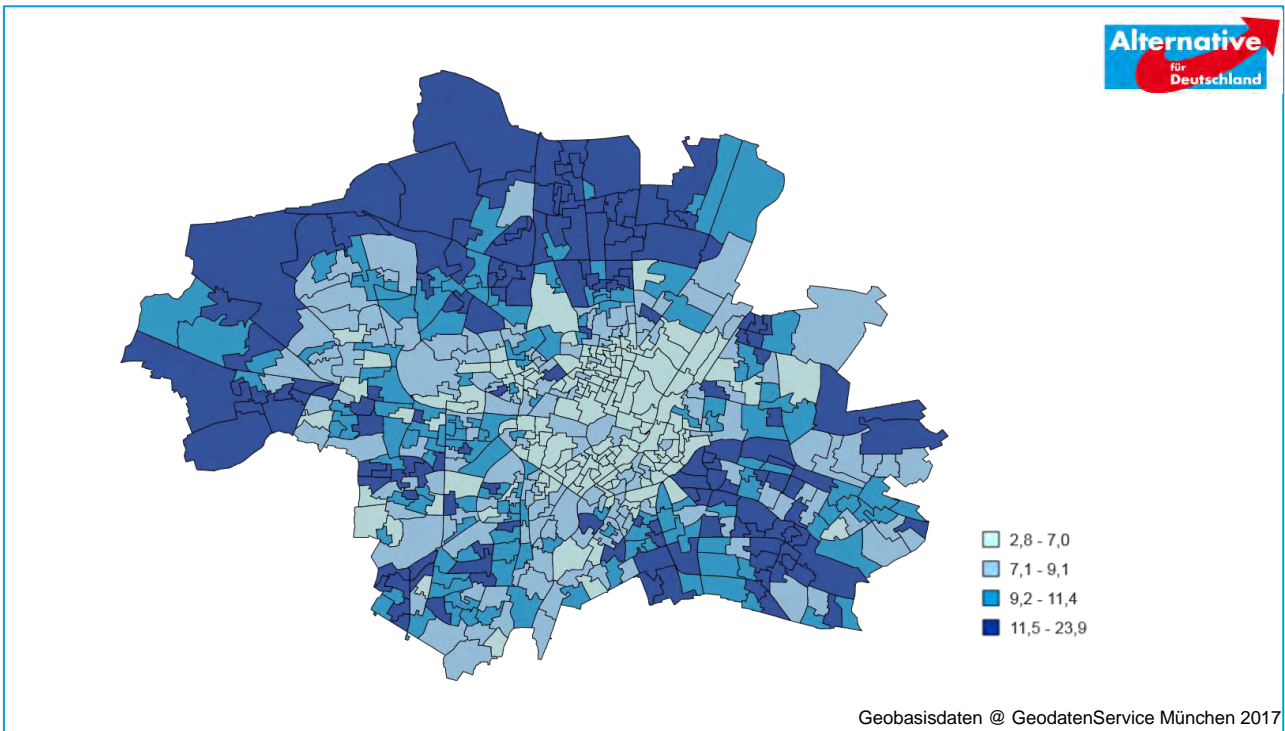 Alternative
für
Deutschland
2,8 - 7,0
7,1 - 9,1
9,2 - 11,4
11,5 - 23,9
Geobasisdaten @ GeodatenService München 2017